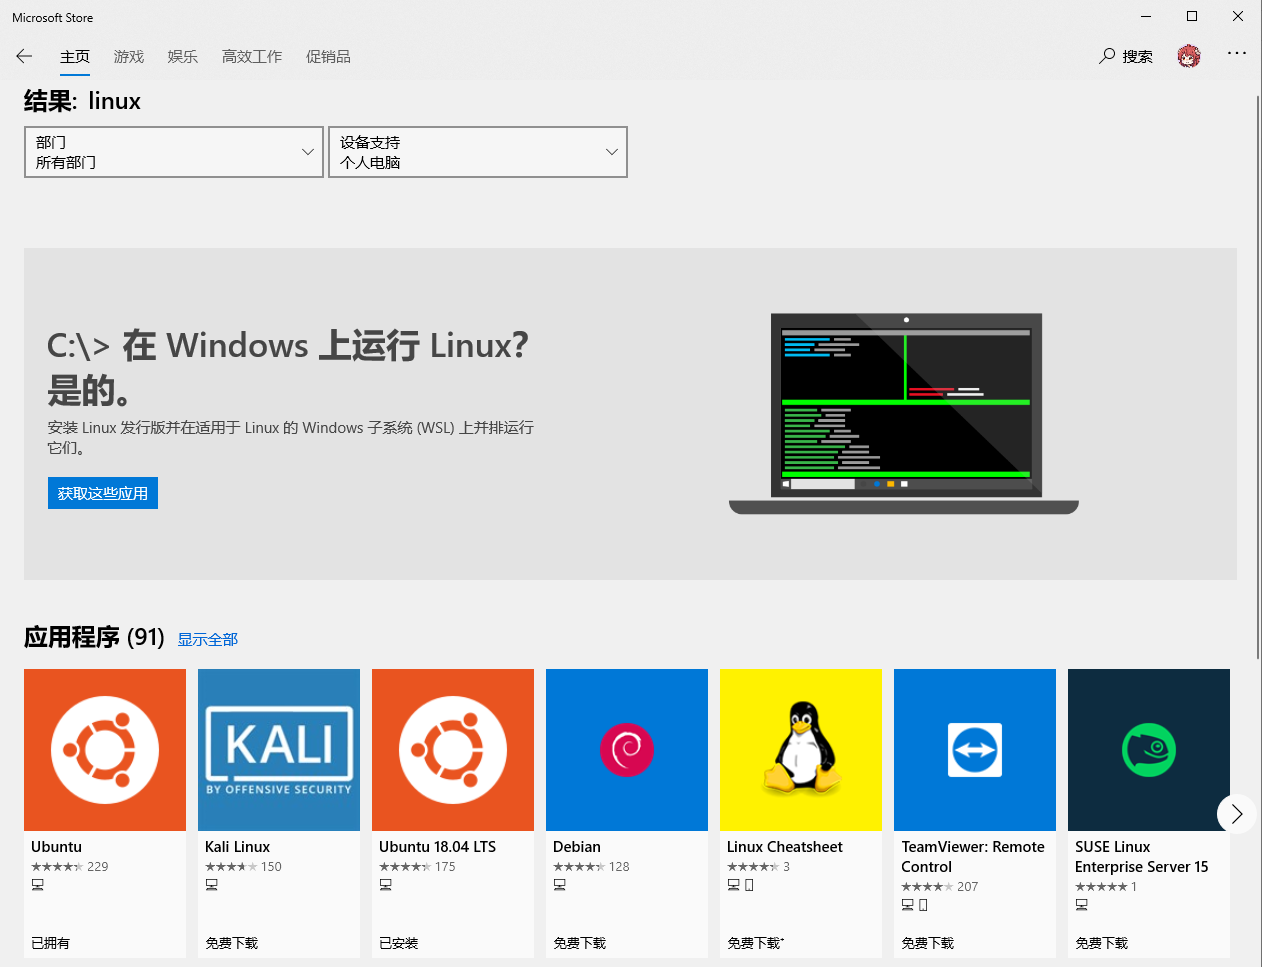 Microsoft Store
主页 游戏 娱乐 高效工作 促销品 搜索
结果: linux
部门
所有部门
设备支持
个人电脑
C:\> 在 Windows 上运行 Linux?
是的。
安装 Linux 发行版并在适用于 Linux 的 Windows 子系统 (WSL) 上并排运行
它们。
获取这些应用
应用程序 (91) 显示全部
KALI
BY OFFENSIVE SECURITY
Ubuntu
229
已拥有
Kali Linux
150
免费下载
Ubuntu 18.04 LTS
175
已安装
Debian
128
免费下载
Linux Cheatsheet
3
免费下载*
TeamViewer: Remote
Control
207
免费下载
SUSE Linux
Enterprise Server 15
1
免费下载